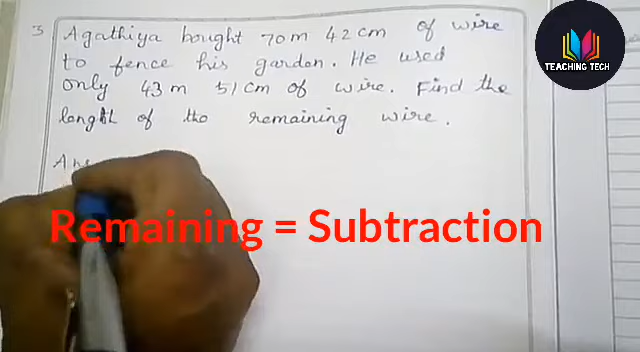 3 Agathiya bought 70m 42cm of wire
to fence his garden. He used
only 43m 51cm of wire. Find the
length of the remaining wire.
Ans
Remaining = Subtraction
TEACHING TECH